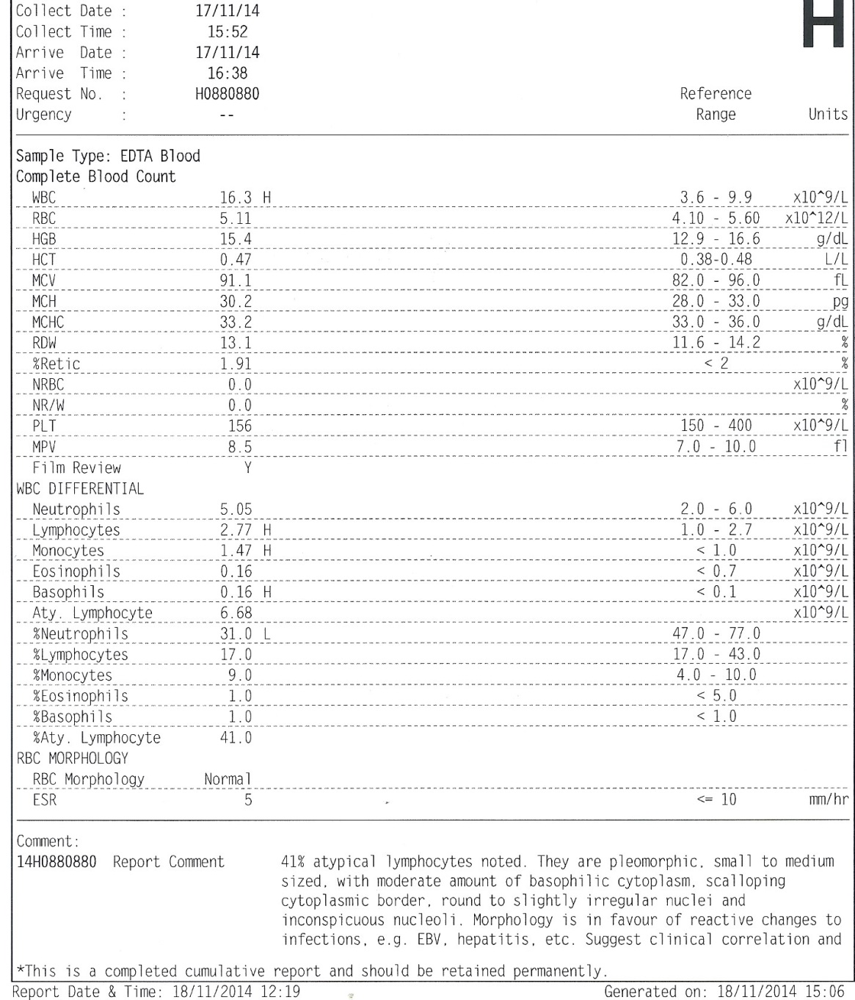 Collect Date : 17/11/14
H
Collect Time : 15:52
Arrive Date : 17/11/14
Arrive Time : 16:38
Request No. : H0880880 Reference
Urgency : -- Range Units
Sample Type: EDTA Blood
Complete Blood Count
WBC 16.3 H 3.6 - 9.9 x10^9/L
RBC 5.11 4.10 - 5.60 x10^12/L
HGB 15.4 12.9 - 16.6 g/dL
HCT 0.47 0.38-0.48 L/L
MCV 91.1 82.0 - 96.0 fL
MCH 30.2 28.0 - 33.0 pg
MCHC 33.2 33.0 - 36.0 g/dL
RDW 13.1 11.6 - 14.2 %
%Retic 1.91 < 2 %
NRBC 0.0 x10^9/L
NR/W 0.0 %
PLT 156 150 - 400 x10^9/L
MPV 8.5 7.0 - 10.0 fl
Film Review Y
WBC DIFFERENTIAL
Neutrophils 5.05 2.0 - 6.0 x10^9/L
Lymphocytes 2.77 H 1.0 - 2.7 x10^9/L
Monocytes 1.47 H < 1.0 x10^9/L
Eosinophils 0.16 < 0.7 x10^9/L
Basophils 0.16 H < 0.1 x10^9/L
Aty. Lymphocyte 6.68 x10^9/L
%Neutrophils 31.0 L 47.0 - 77.0
%Lymphocytes 17.0 17.0 - 43.0
%Monocytes 9.0 4.0 - 10.0
%Eosinophils 1.0 < 5.0
%Basophils 1.0 < 1.0
%Aty. Lymphocyte 41.0
RBC MORPHOLOGY
RBC Morphology Normal
ESR 5 <= 10 mm/hr
Comment:
14H0880880 Report Comment 41% atypical lymphocytes noted. They are pleomorphic, small to medium
sized, with moderate amount of basophilic cytoplasm, scalloping
cytoplasmic border, round to slightly irregular nuclei and
inconspicuous nucleoli. Morphology is in favour of reactive changes to
infections, e.g. EBV, hepatitis, etc. Suggest clinical correlation and
*This is a completed cumulative report and should be retained permanently.
Report Date & Time: 18/11/2014 12:19 Generated on: 18/11/2014 15:06